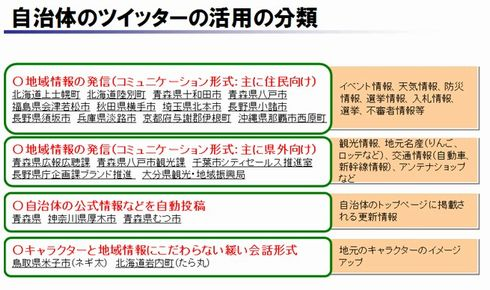 自治体のツイッターの活用の分類
○地域情報の発信(コミュニケーション形式:主に住民向け)
北海道上士幌町 北海道陸別町 青森県十和田市 青森県八戸市
福島県会津若松市 秋田県横手市 埼玉県北本市 長野県小諸市
長野県須坂市 兵庫県淡路市 京都府与謝郡伊根町 沖縄県那覇市西原町
イベント情報、天気情報、防災
情報、選挙情報、入札情報、
選挙、不審者情報等
○地域情報の発信(コミュニケーション形式:主に県外向け)
青森県広報広聴課 青森県八戸市観光課 千葉市シティセールス推進室
長野県庁企画課ブランド推進 大分県観光・地域振興局
観光情報、地元名産(りんご、
ロッテなど)、交通情報(自動車、
新幹線情報)、アンテナショップ
など
○自治体の公式情報などを自動投稿
青森県 神奈川県厚木市 青森県むつ市
自治体のトップページに掲載
される更新情報
○キャラクターと地域情報にこだわらない緩い会話形式
鳥取県米子市(ネギ太) 北海道岩内町(たら丸)
地元のキャラクターのイメージ
アップ